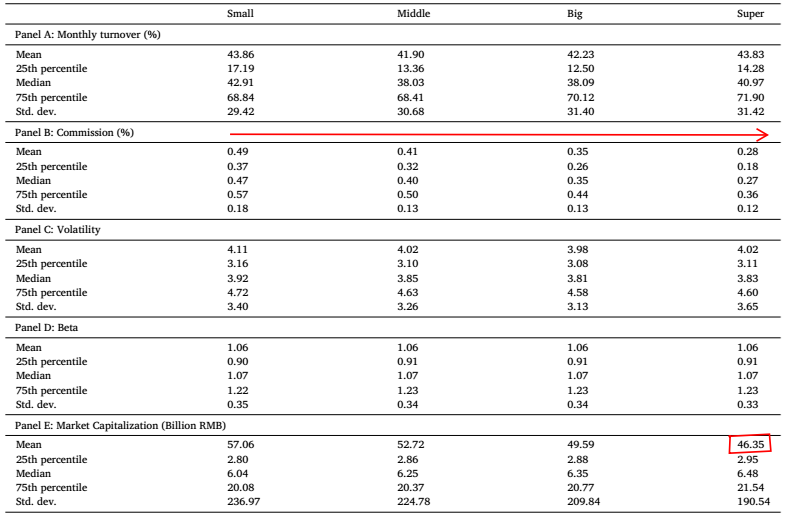 Small Middle Big Super
Panel A: Monthly turnover (%)
Mean 43.86 41.90 42.23 43.83
25th percentile 17.19 13.36 12.50 14.28
Median 42.91 38.03 38.09 40.97
75th percentile 68.84 68.41 70.12 71.90
Std. dev. 29.42 30.68 31.40 31.42
Panel B: Commission (%)
Mean 0.49 0.41 0.35 0.28
25th percentile 0.37 0.32 0.26 0.18
Median 0.47 0.40 0.35 0.27
75th percentile 0.57 0.50 0.44 0.36
Std. dev. 0.18 0.13 0.13 0.12
Panel C: Volatility
Mean 4.11 4.02 3.98 4.02
25th percentile 3.16 3.10 3.08 3.11
Median 3.92 3.85 3.81 3.83
75th percentile 4.72 4.63 4.58 4.60
Std. dev. 3.40 3.26 3.13 3.65
Panel D: Beta
Mean 1.06 1.06 1.06 1.06
25th percentile 0.90 0.91 0.91 0.91
Median 1.07 1.07 1.07 1.07
75th percentile 1.22 1.23 1.23 1.23
Std. dev. 0.35 0.34 0.34 0.33
Panel E: Market Capitalization (Billion RMB)
Mean 57.06 52.72 49.59 46.35
25th percentile 2.80 2.86 2.88 2.95
Median 6.04 6.25 6.35 6.48
75th percentile 20.08 20.37 20.77 21.54
Std. dev. 236.97 224.78 209.84 190.54